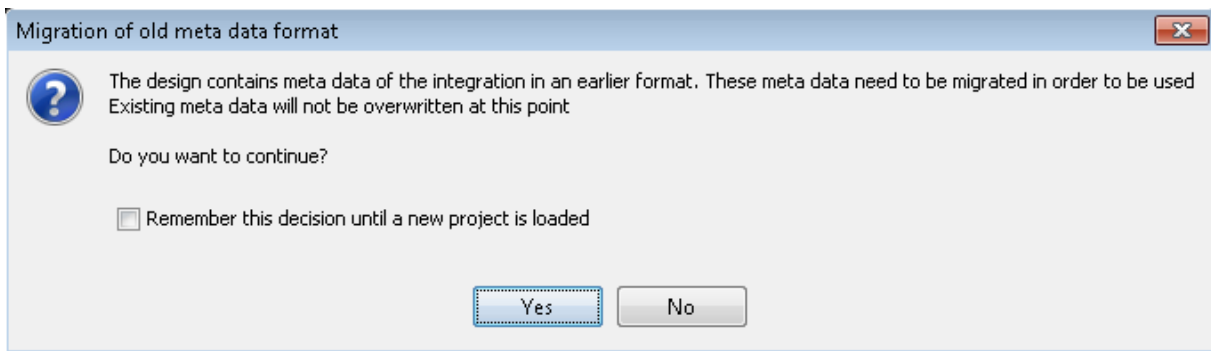 Migration of old meta data format
The design contains meta data of the integration in an earlier format. These meta data need to be migrated in order to be used
Existing meta data will not be overwritten at this point
Do you want to continue?
Remember this decision until a new project is loaded
Yes No